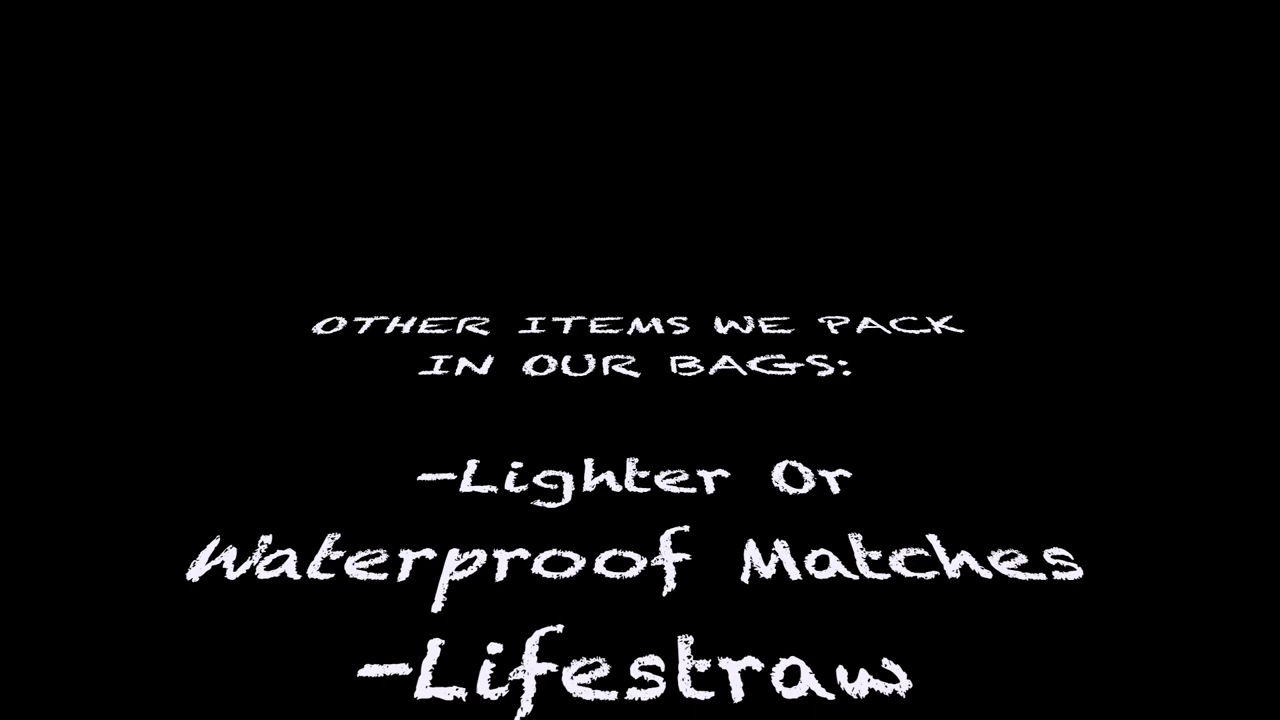 OTHER ITEMS WE PACK
IN OUR BAGS:
-Lighter Or
Waterproof Matches
-Lifestraw